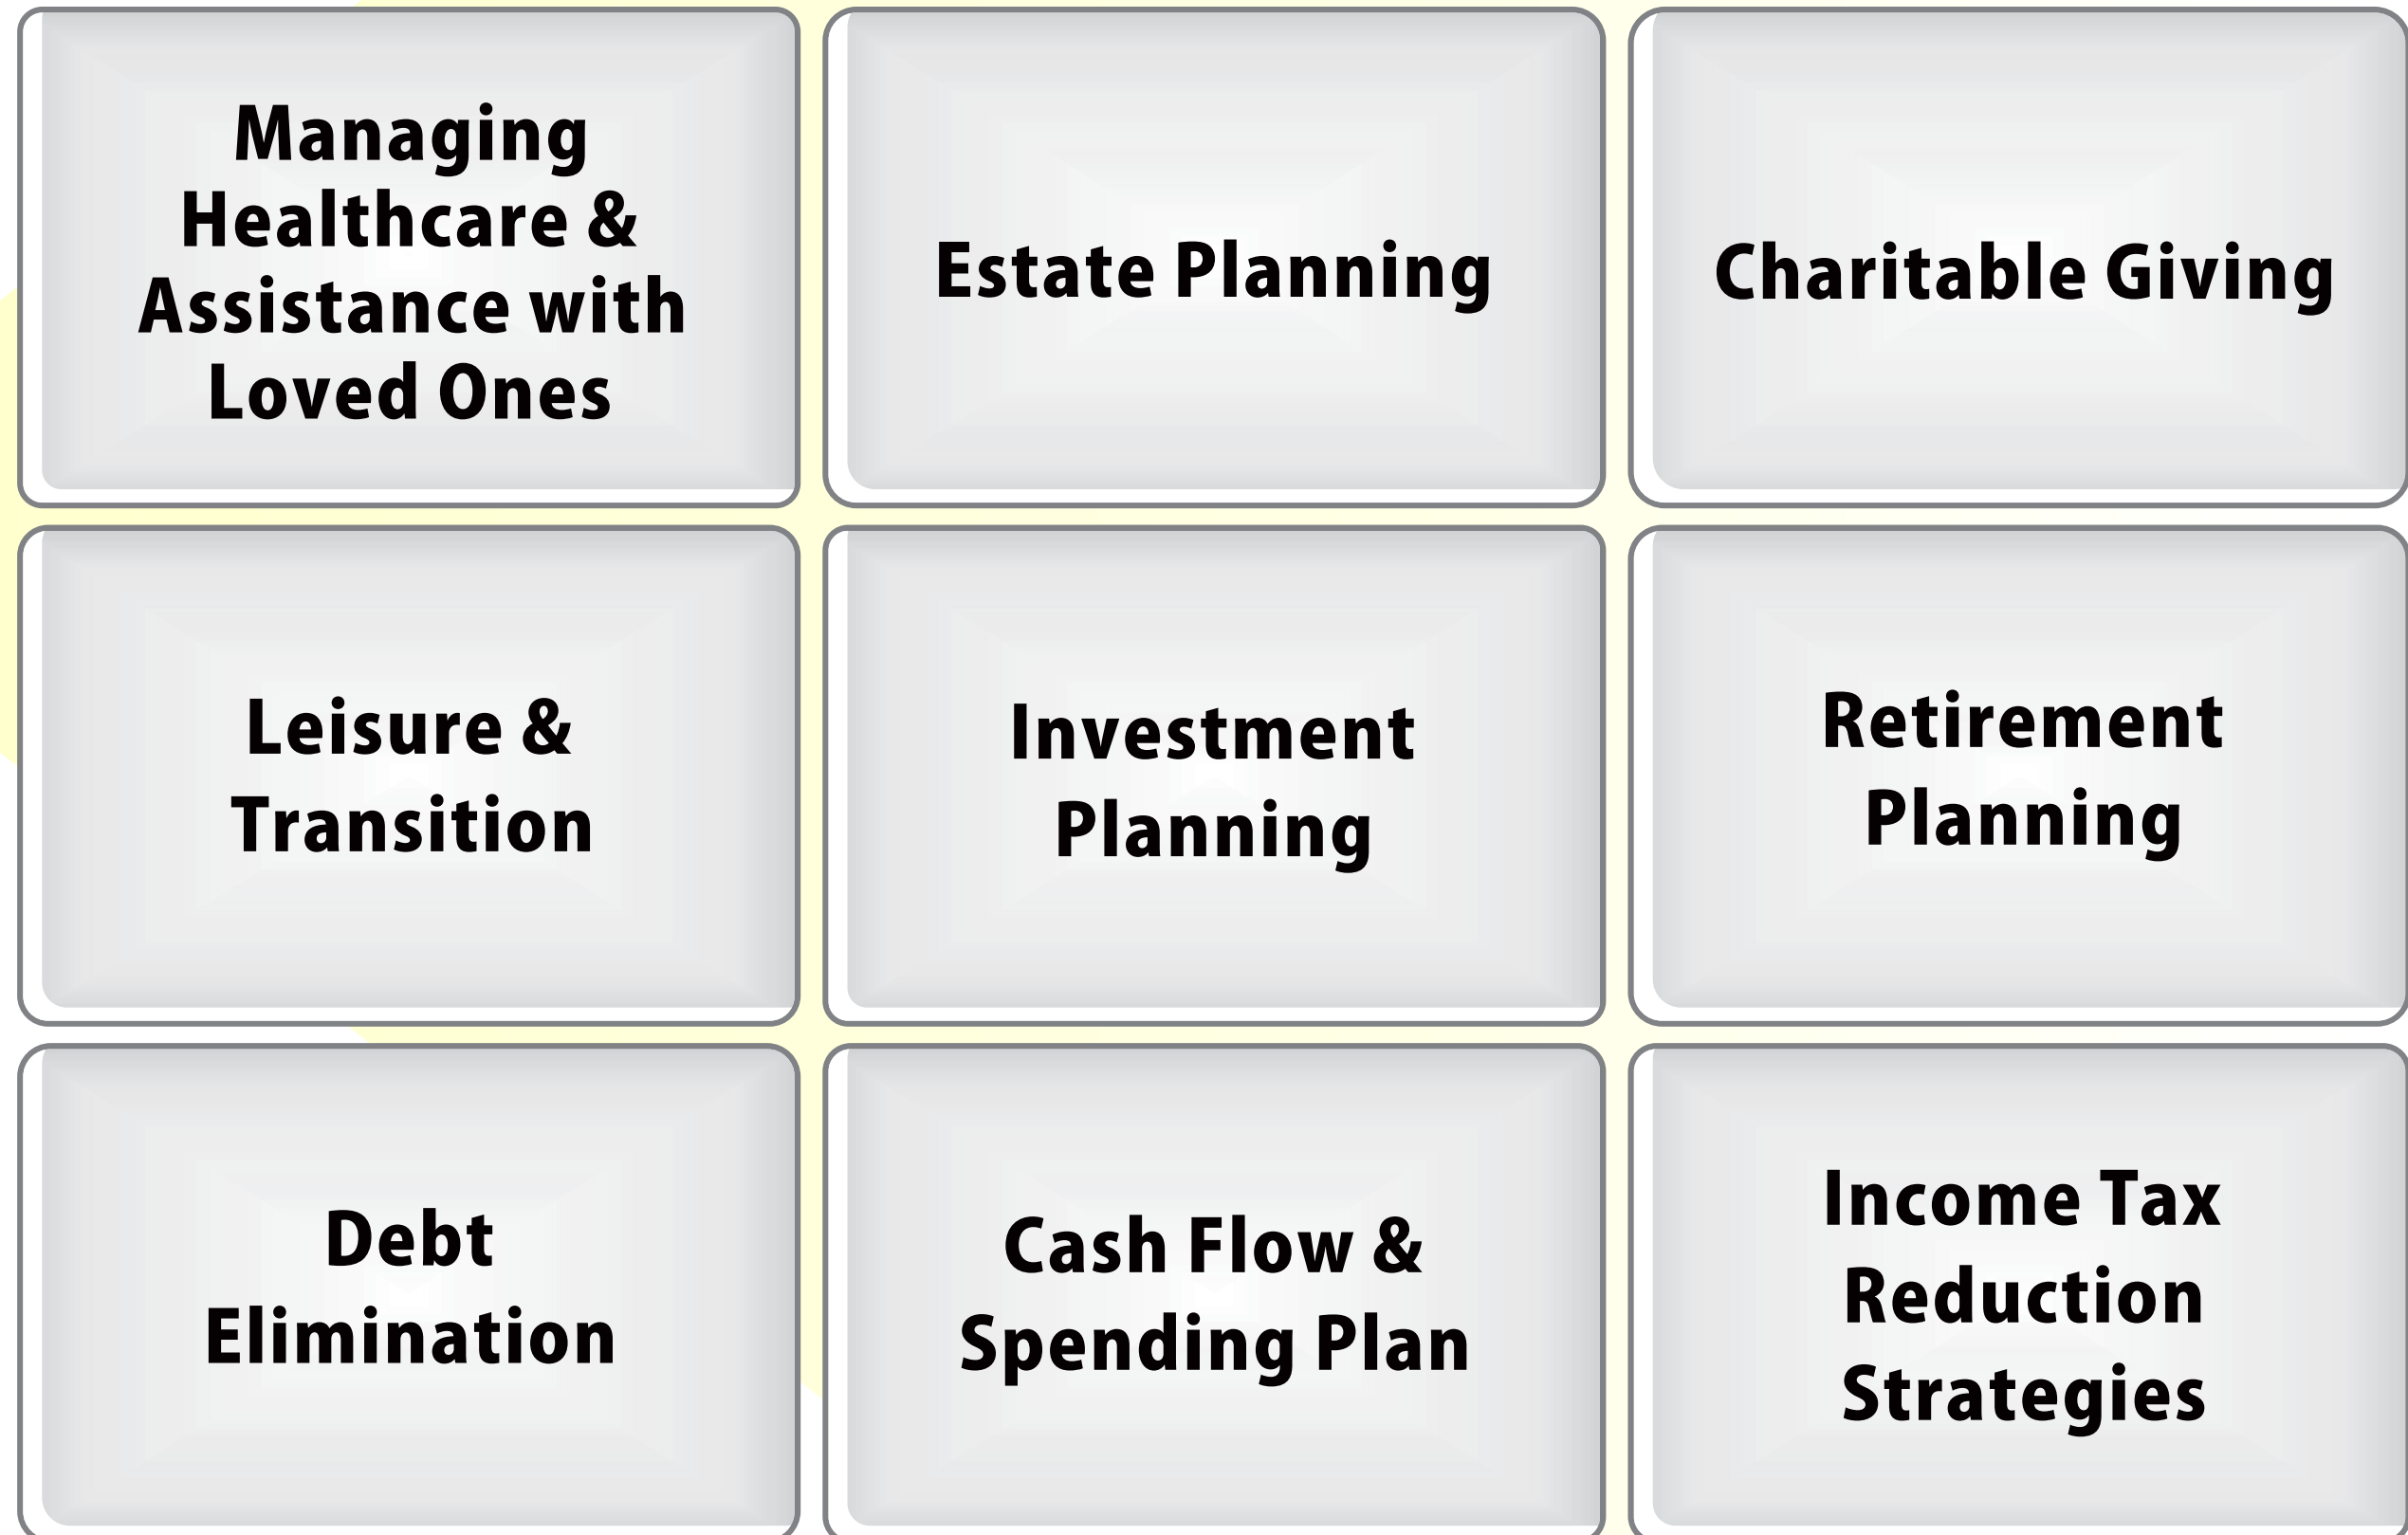 Managing
Healthcare &
Assistance with
Loved Ones
Estate Planning
Charitable Giving
Leisure &
Transition
Investment
Planning
Retirement
Planning
Debt
Elimination
Cash Flow &
Spending Plan
Income Tax
Reduction
Strategies